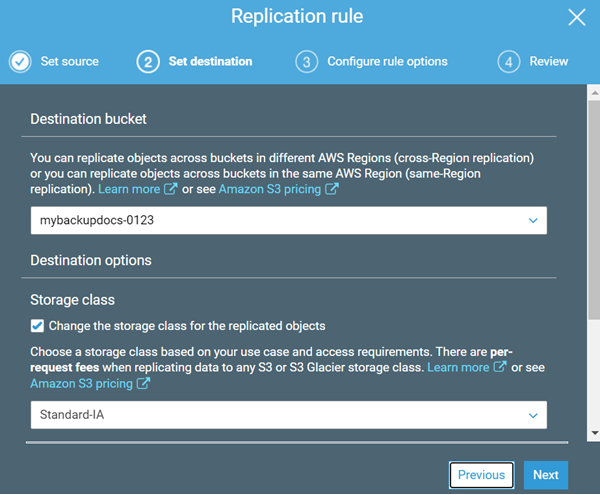 Replication rule
Set source
2 Set destination
3 Configure rule options
4 Review
Destination bucket
You can replicate objects across buckets in different AWS Regions (cross-Region replication)
or you can replicate objects across buckets in the same AWS Region (same-Region
replication). Learn more or see Amazon S3 pricing
mybackupdocs-0123
Destination options
Storage class
Change the storage class for the replicated objects
Choose a storage class based on your use case and access requirements. There are per-
request fees when replicating data to any S3 or S3 Glacier storage class. Learn more or see
Amazon S3 pricing
Standard-IA
Previous
Next